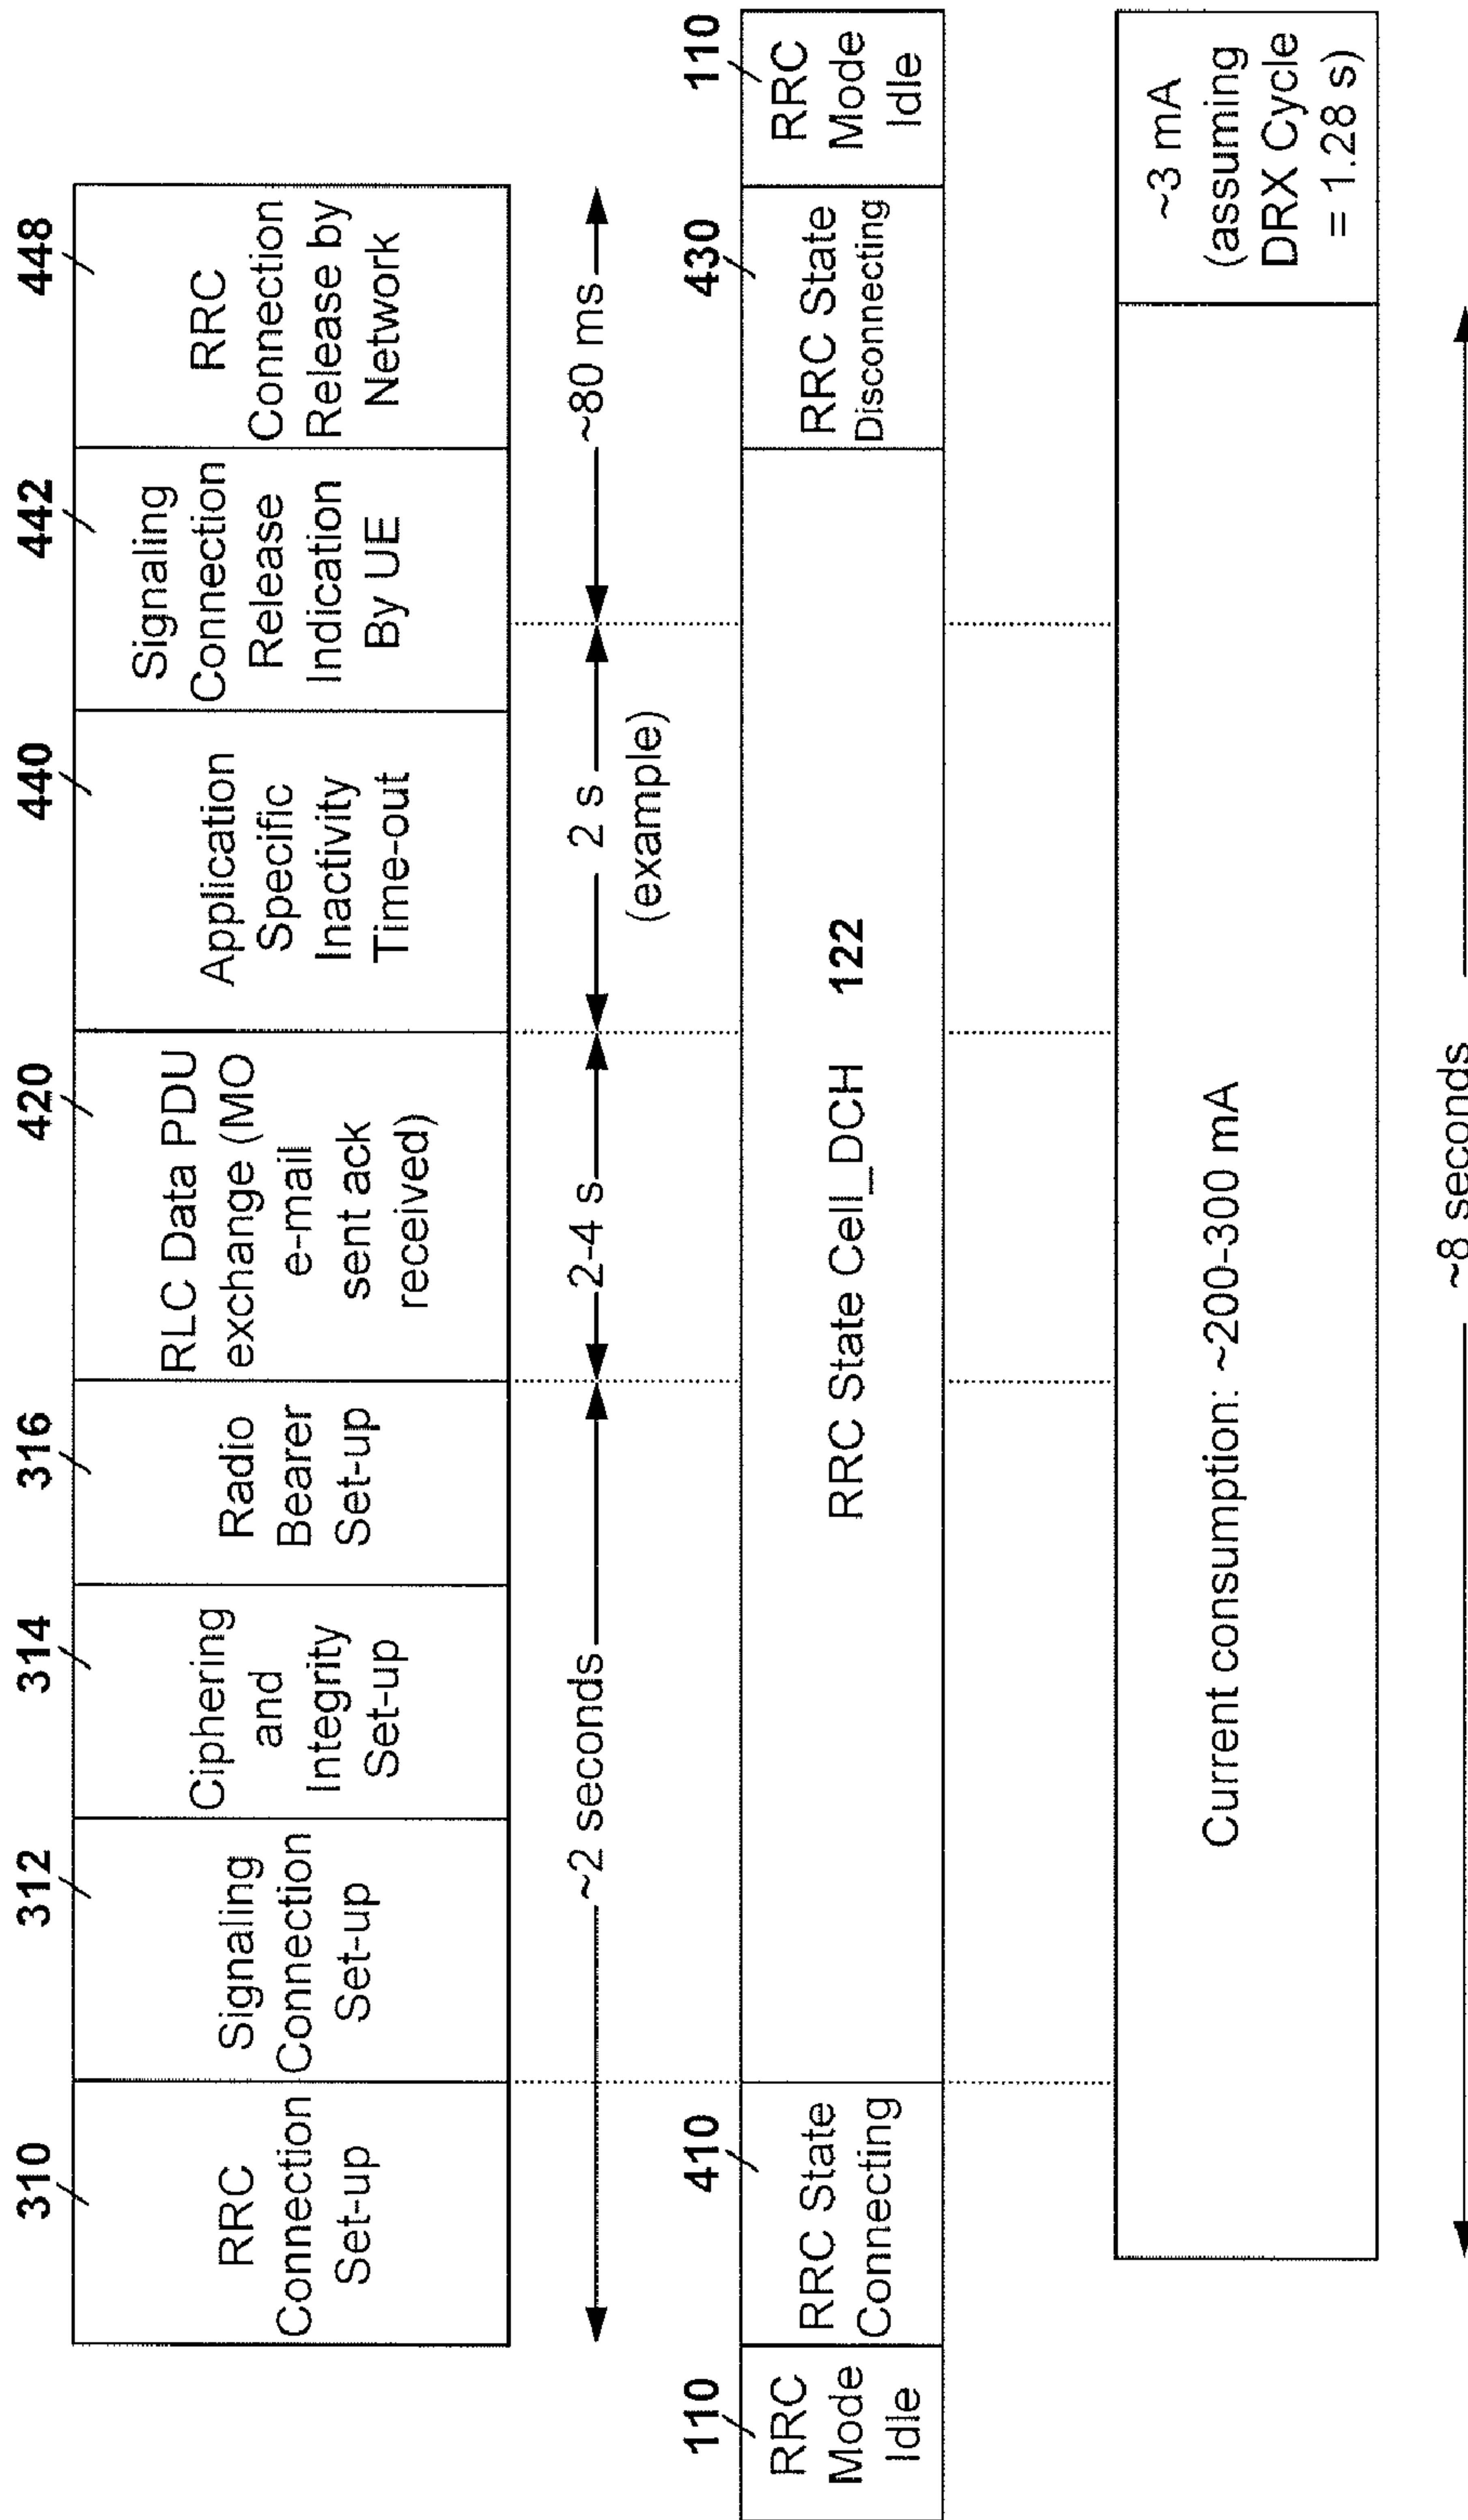 310
312
314
316
420
440
442
448
RRC
Connection
Set-up
Signaling
Connection
Set-up
Ciphering
and
Integrity
Set-up
Radio
Bearer
Set-up
RLC Data PDU
exchange (MO
e-mail
sent ack
received)
Application
Specific
Inactivity
Time-out
Signaling
Connection
Release
Indication
By UE
RRC
Connection
Release by
Network
~2 seconds
2-4 s
2 s
(example)
~80 ms
110
410
430
110
RRC
Mode
Idle
RRC State
Connecting
RRC State Cell_DCH 122
RRC State
Disconnecting
RRC
Mode
Idle
Current consumption: ~200-300 mA
~3 mA
(assuming
DRX Cycle
= 1.28 s)
~8 seconds